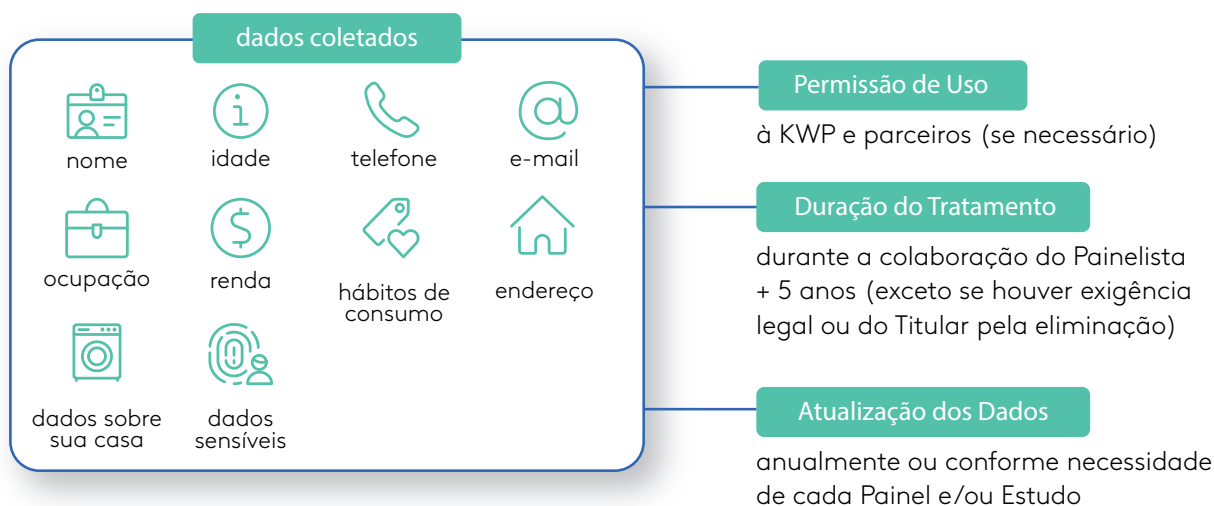 dados coletados
nome
idade
telefone
e-mail
ocupação
renda
hábitos de
consumo
endereço
dados sobre
sua casa
dados
sensíveis
Permissão de Uso
à KWP e parceiros (se necessário)
Duração do Tratamento
durante a colaboração do Painelista
+ 5 anos (exceto se houver exigência
legal ou do Titular pela eliminação)
Atualização dos Dados
anualmente ou conforme necessidade
de cada Painel e/ou Estudo